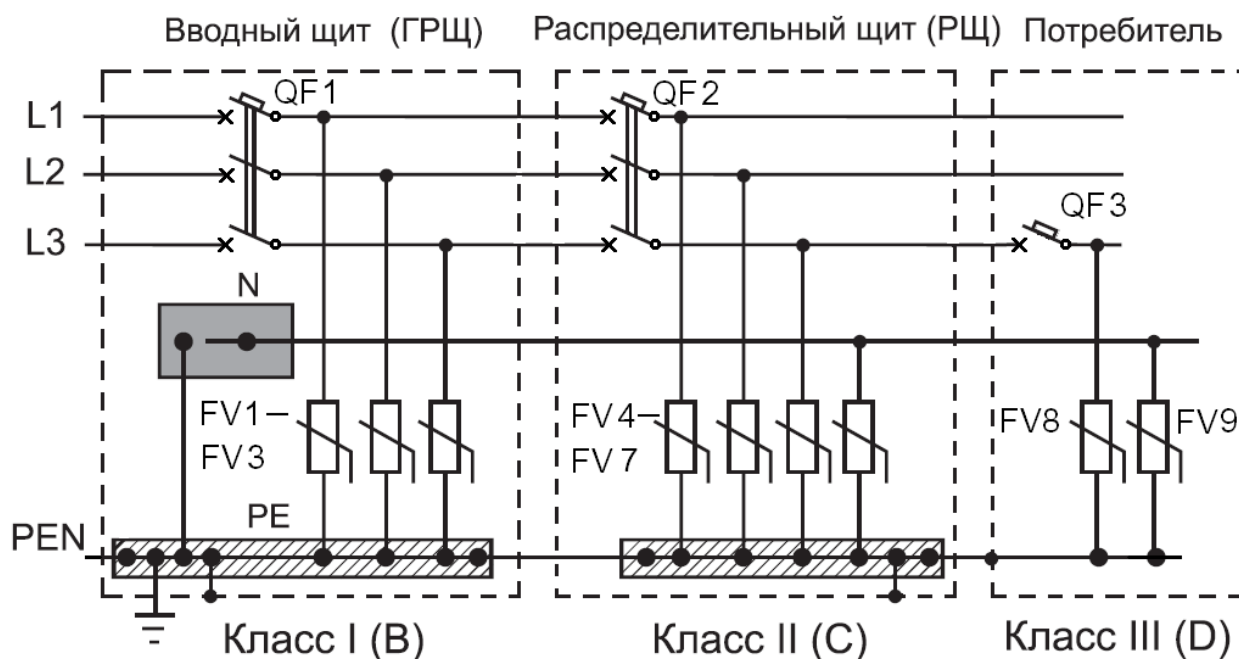 Вводный щит (ГРЩ)
Распределительный щит (РЩ)
Потребитель
QF1
QF2
L1
L2
QF3
L3
N
FV1–
FV3
FV4–
FV7
FV8
FV9
PE
PEN
Класс I (B)
Класс II (C)
Класс III (D)